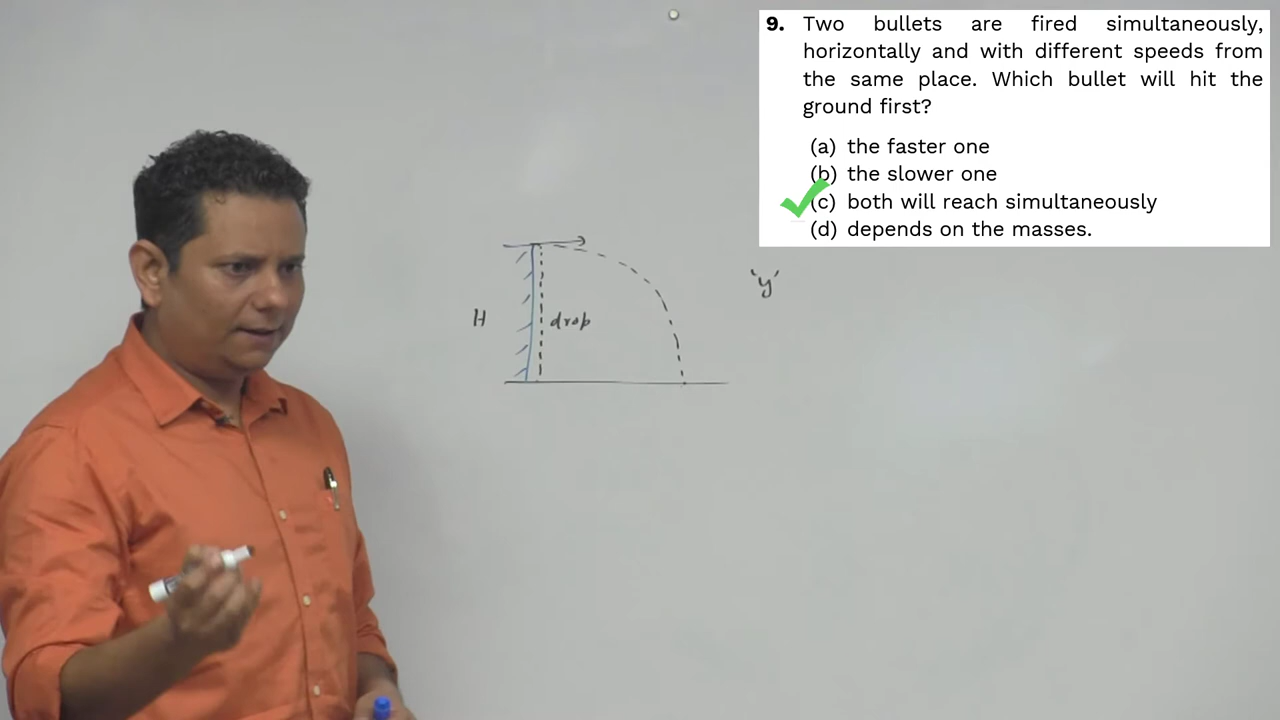 9. Two bullets are fired simultaneously,
horizontally and with different speeds from
the same place. Which bullet will hit the
ground first?
(a) the faster one
(b) the slower one
(c) both will reach simultaneously
(d) depends on the masses.
'y'
H
drop